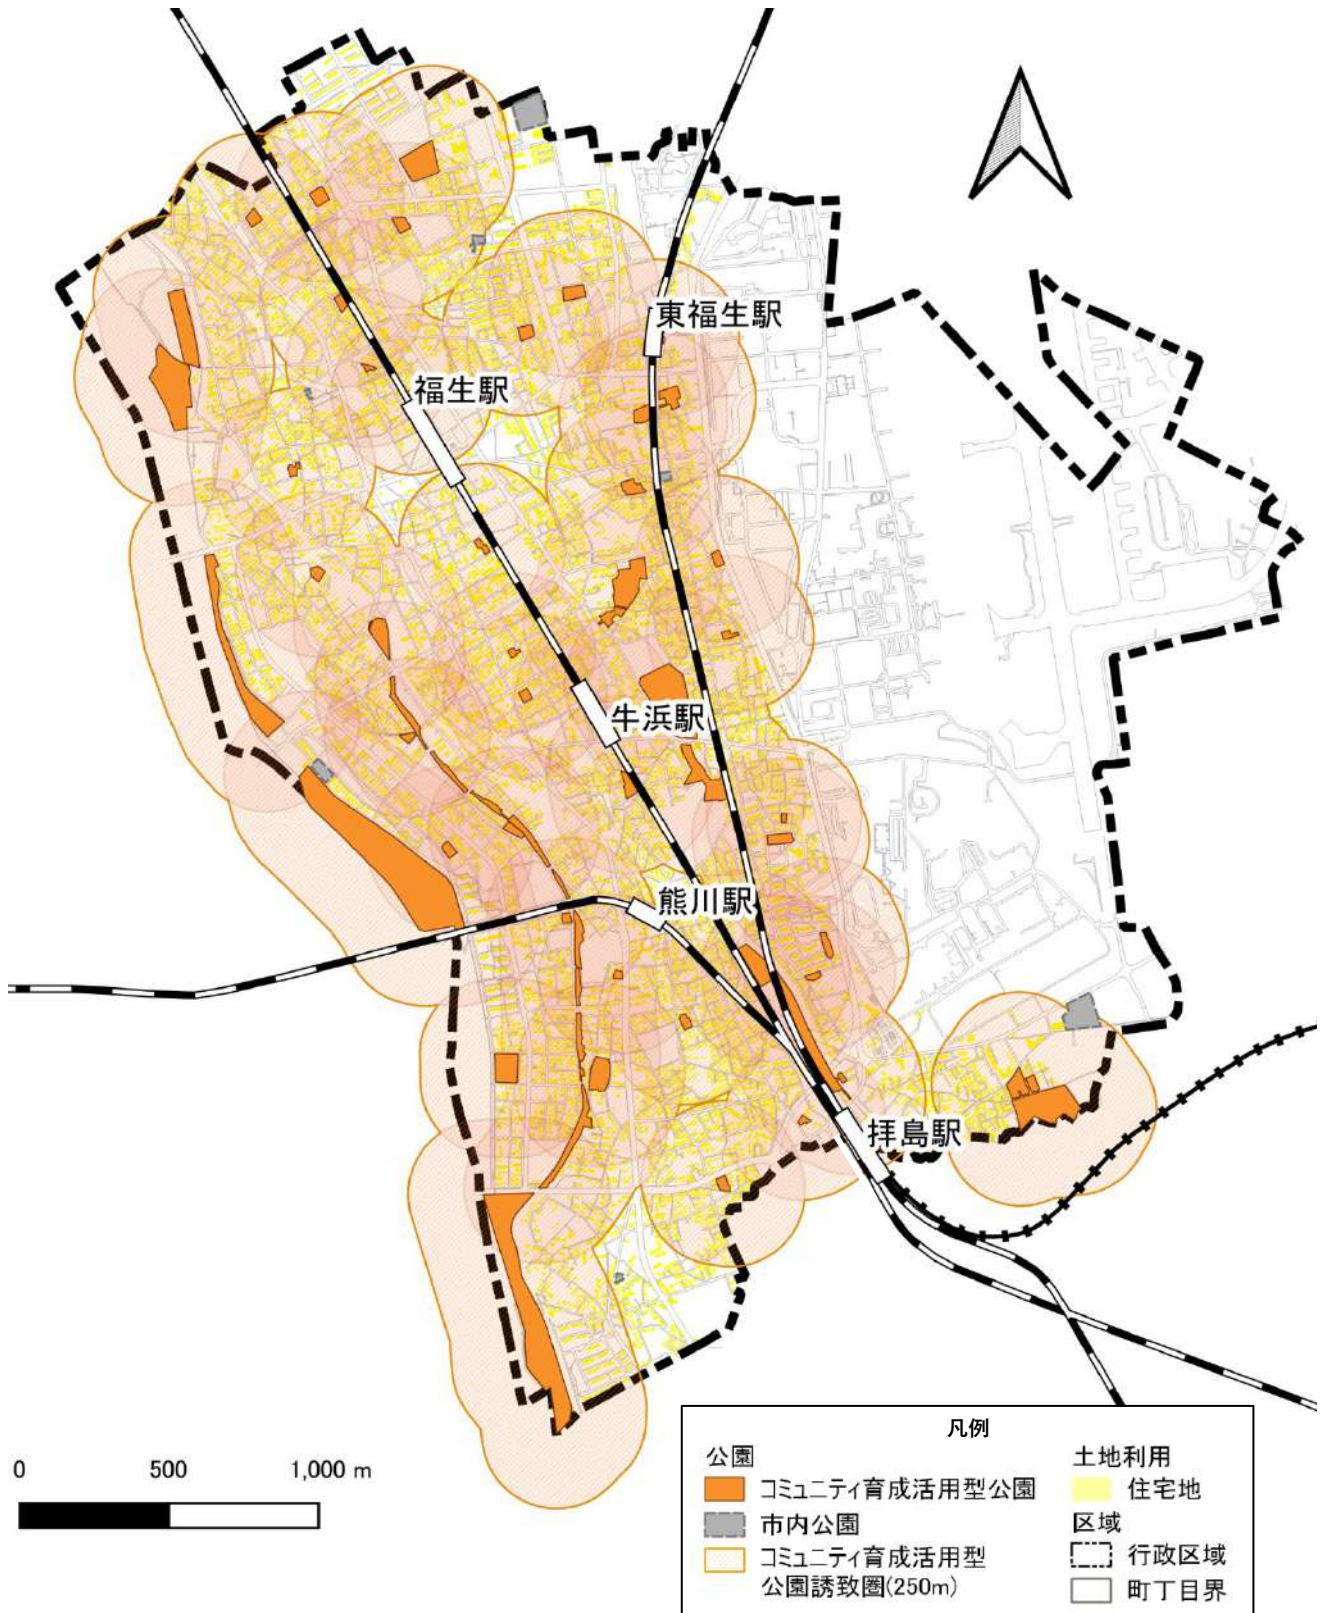 東福生駅
福生駅
牛浜駅
熊川駅
拝島駅
0 500 1,000 m
凡例
公園
コミュニティ育成活用型公園
市内公園
コミュニティ育成活用型
公園誘致圏(250m)
土地利用
住宅地
区域
行政区域
町丁目界